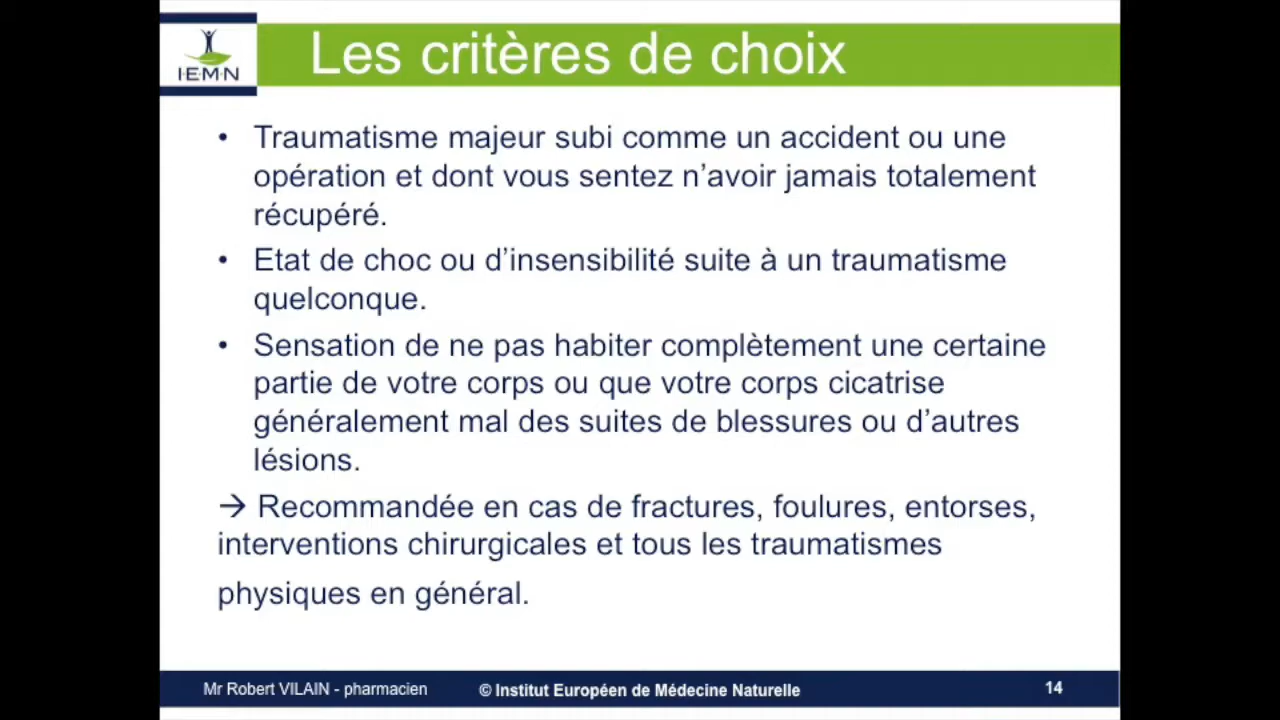 I·E·M·N
Les critères de choix
• Traumatisme majeur subi comme un accident ou une
opération et dont vous sentez n’avoir jamais totalement
récupéré.
• Etat de choc ou d’insensibilité suite à un traumatisme
quelconque.
• Sensation de ne pas habiter complètement une certaine
partie de votre corps ou que votre corps cicatrise
généralement mal des suites de blessures ou d’autres
lésions.
→ Recommandée en cas de fractures, foulures, entorses,
interventions chirurgicales et tous les traumatismes
physiques en général.
Mr Robert VILAIN - pharmacien © Institut Européen de Médecine Naturelle 14